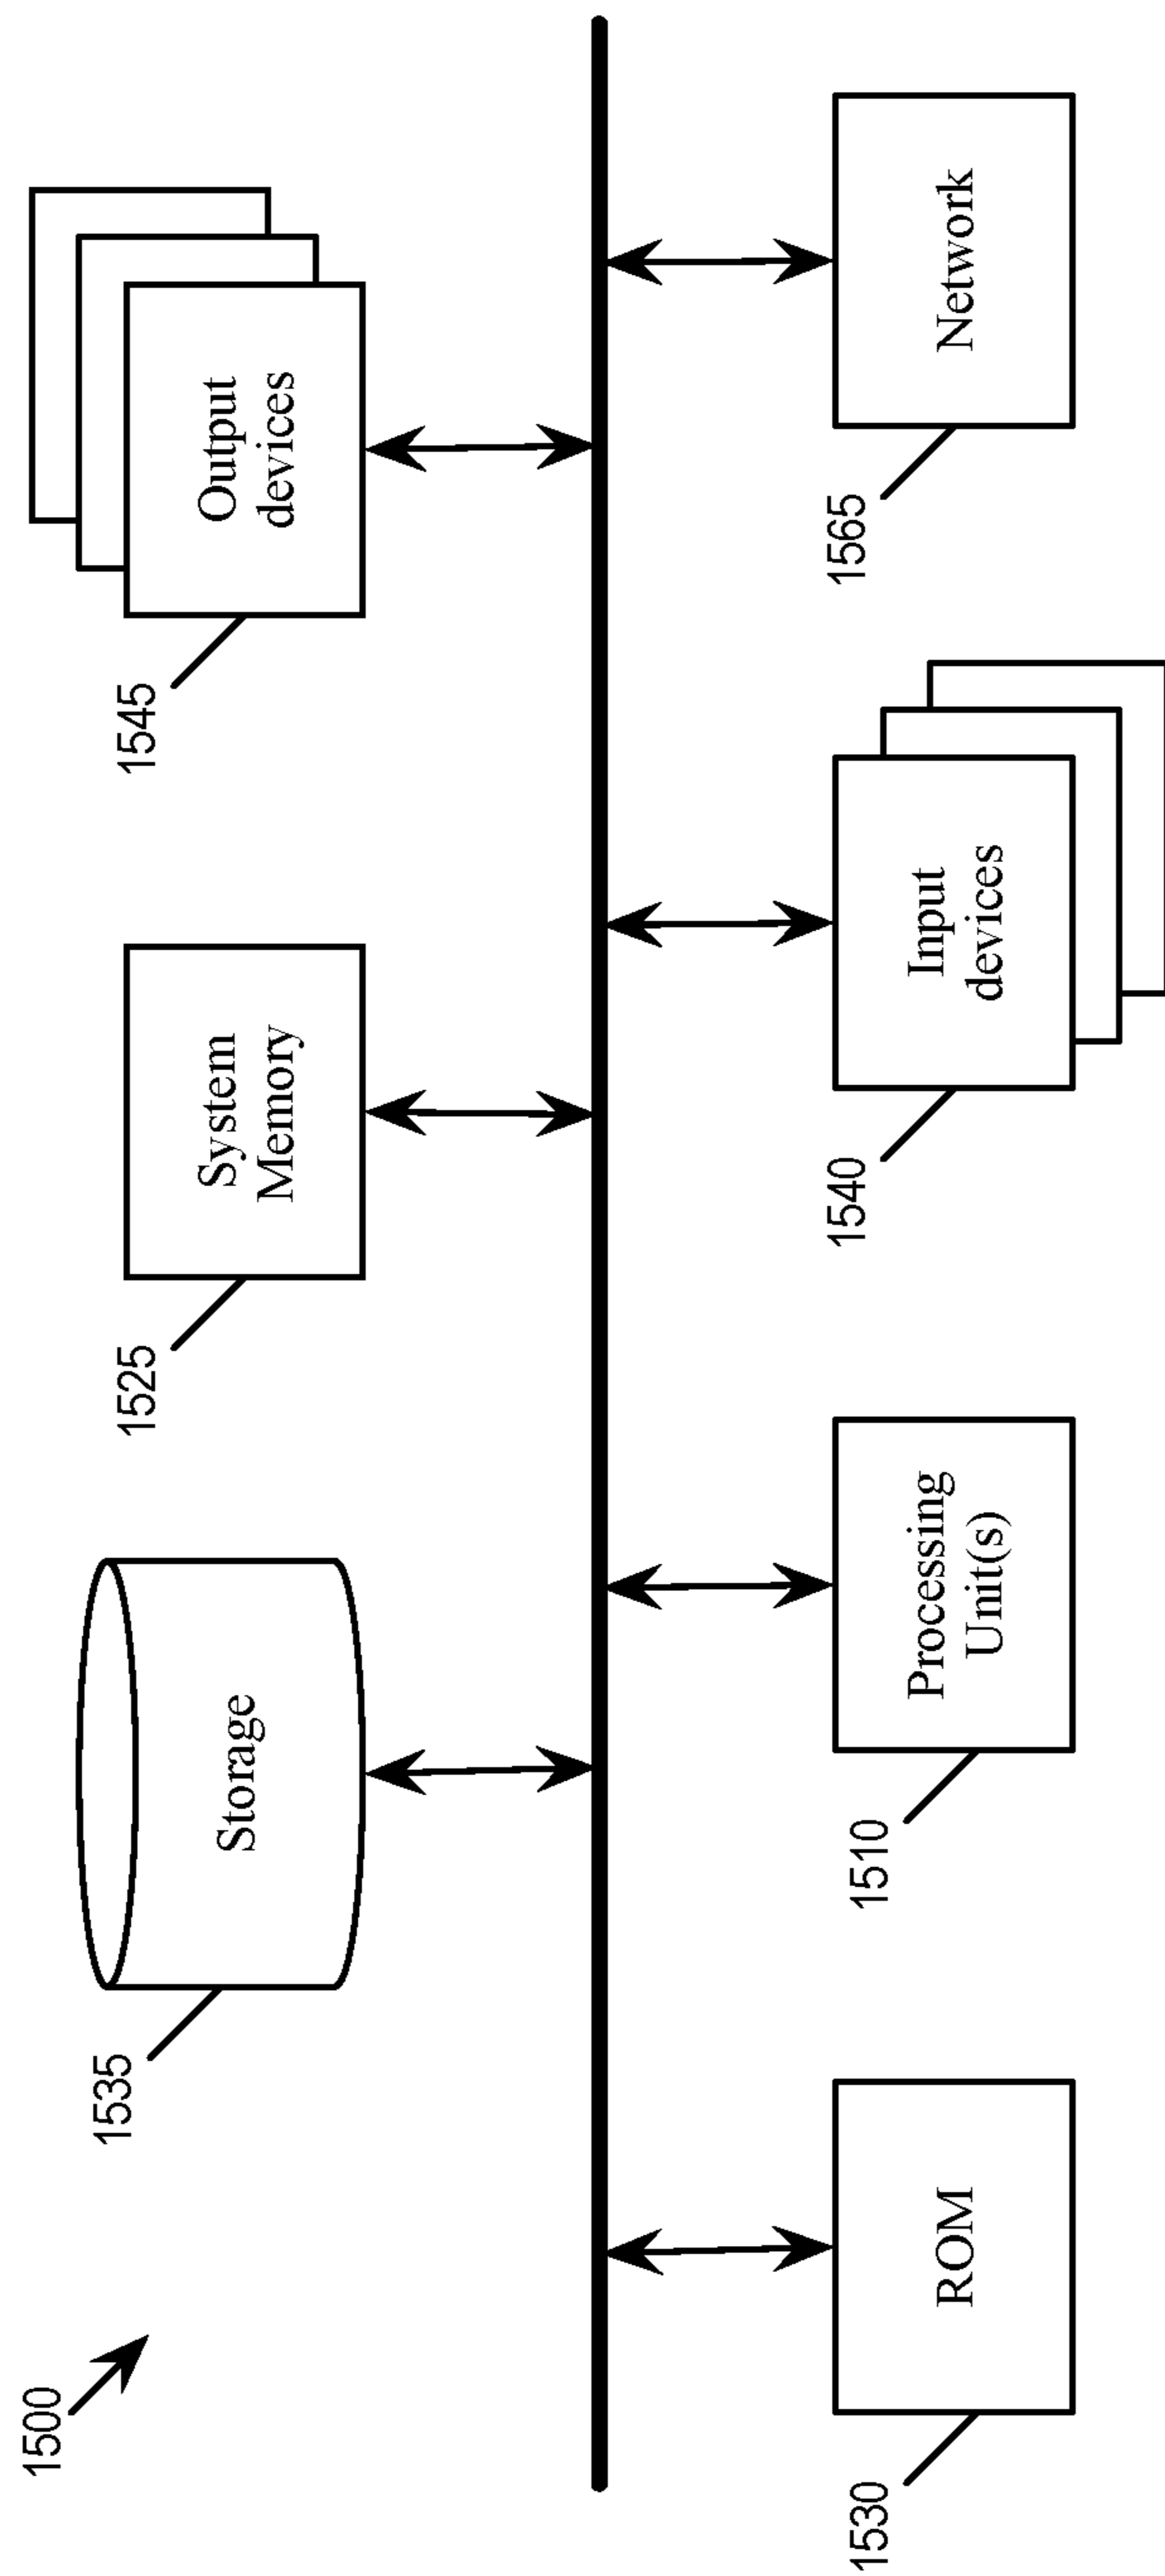 1500
1535
Storage
1525
System
Memory
1545
Output
devices
1530
ROM
1510
Processing
Unit(s)
1540
Input
devices
1565
Network